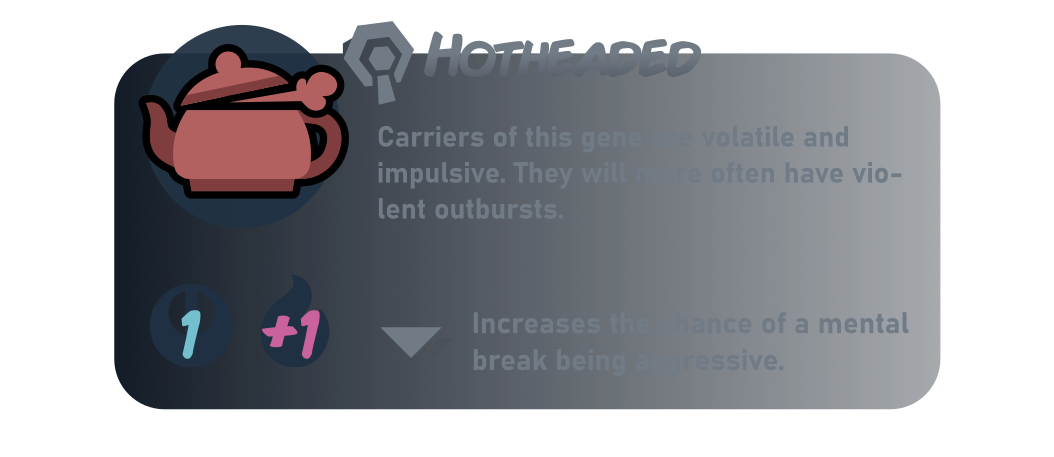 HOTHEADED
Carriers of this gene are volatile and
impulsive. They will more often have vio-
lent outbursts.
1 +1
Increases the chance of a mental
break being aggressive.